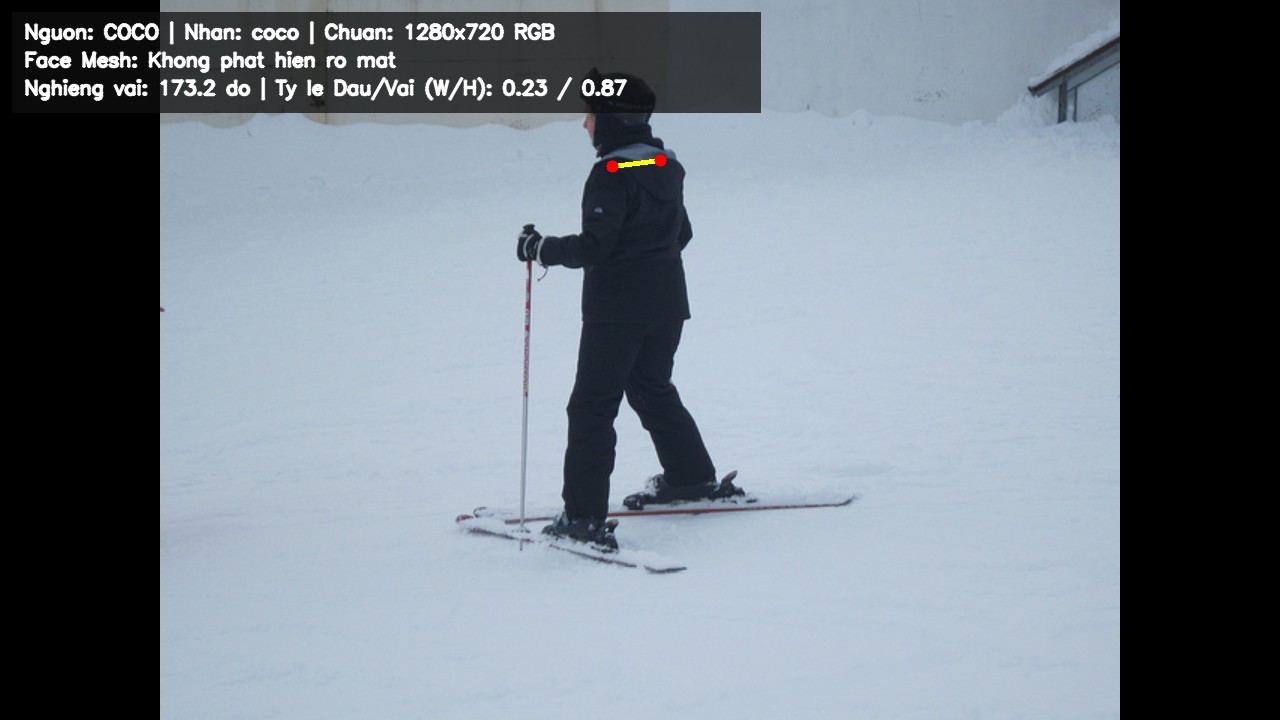 Nguon: COCO | Nhan: coco | Chuan: 1280x720 RGB
Face Mesh: Khong phat hien ro mat
Nghieng vai: 173.2 do | Ty le Dau/Vai (W/H): 0.23 / 0.87